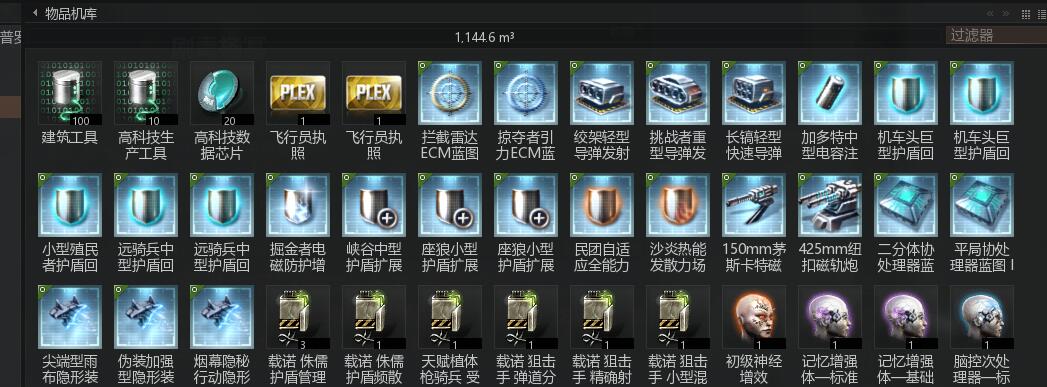 物品机库
普罗
1,144.6 m³
过滤器
PLEX
PLEX
100
10
20
1
1
建筑工具
高科技生
产工具
高科技数
据芯片
飞行员执
照
飞行员执
照
拦截雷达
ECM蓝图
掠夺者引
力ECM蓝
绞架轻型
导弹发射
挑战者重
型导弹发
长镐轻型
快速导弹
加多特中
型电容注
机车头巨
型护盾回
机车头巨
型护盾回
小型殖民
者护盾回
远骑兵中
型护盾回
远骑兵中
型护盾回
掘金者电
磁防护增
峡谷中型
护盾扩展
座狼小型
护盾扩展
座狼小型
护盾扩展
民团自适
应全能力
沙炎热能
发散力场
150mm茅
斯卡特磁
425mm纽
扣磁轨炮
二分体协
处理器蓝
平局协处
理器蓝图 I
3
1
1
1
1
1
1
1
1
1
尖端型雨
布隐形装
伪装加强
型隐形装
烟幕隐秘
行动隐形
载诺 侏儒
护盾管理
载诺 侏儒
护盾频散
天赋植体
枪骑兵 受
载诺 狙击
手 弹道分
载诺 狙击
手 精确射
载诺 狙击
手 小型混
初级神经
增效
记忆增强
体—标准
记忆增强
体—基础
脑控次处
理器—标